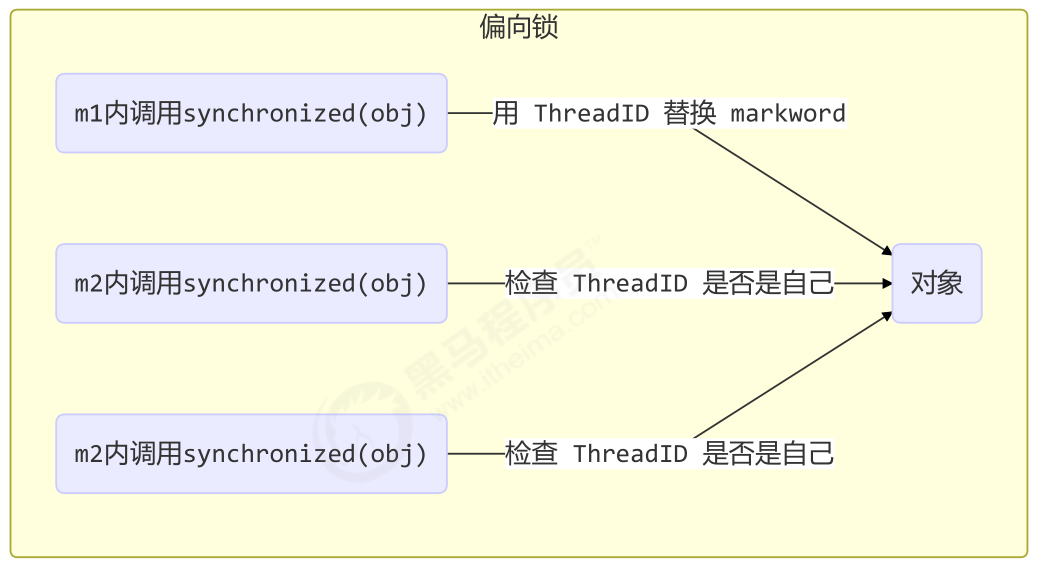 偏向锁
m1内调用synchronized(obj)
用 ThreadID 替换 markword
m2内调用synchronized(obj)
检查 ThreadID 是否是自己
对象
m2内调用synchronized(obj)
检查 ThreadID 是否是自己
黑马程序员™
www.itheima.com